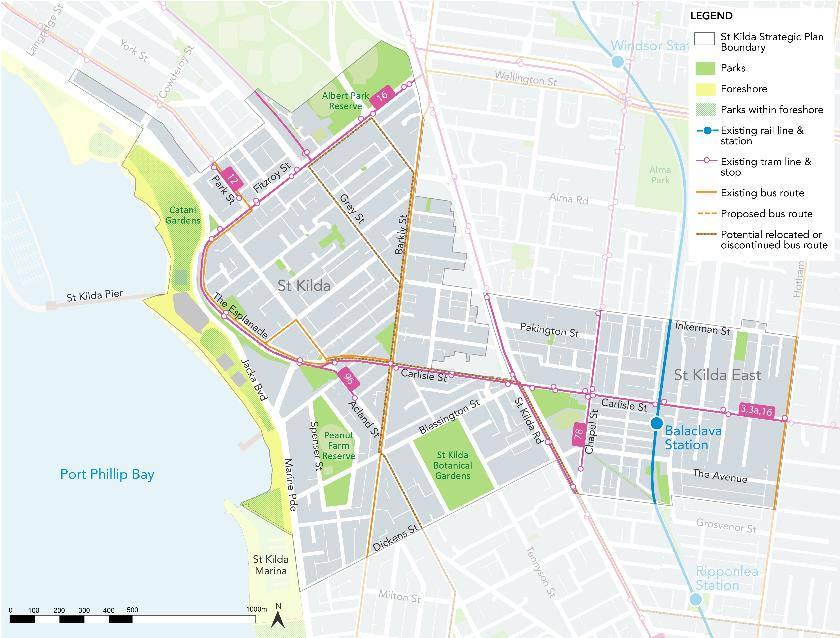 LEGEND
St Kilda Strategic Plan
Boundary
Parks
Foreshore
Parks within foreshore
Existing rail line &
station
Existing tram line &
stop
Existing bus route
Proposed bus route
Potential relocated or
discontinued bus route
Langridge St
York St
Cowderoy St
Windsor Stat
Wellington St
Albert Park
Reserve
16
12
Park St
Fitzroy St
Alma
Park
Alma Rd
Catani
Gardens
Grey St
Barkly St
Hotham
St Kilda
St Kilda Pier
The Esplanade
Pakington St
Inkerman St
Jacka Bvd
96
Carlisle St
St Kilda East
Acland St
Blessington St
St Kilda Rd
Carlisle St
3,3a,16
78
Chapel St
Balaclava
Station
Spenser St
Peanut
Farm
Reserve
St Kilda
Botanical
Gardens
Port Phillip Bay
Marine Pde
The Avenue
Dickens St
Grosvenor St
St Kilda
Marina
Tennyson St
Ripponlea
Station
Milton St
0 100 200 300 400 500 1000m
N